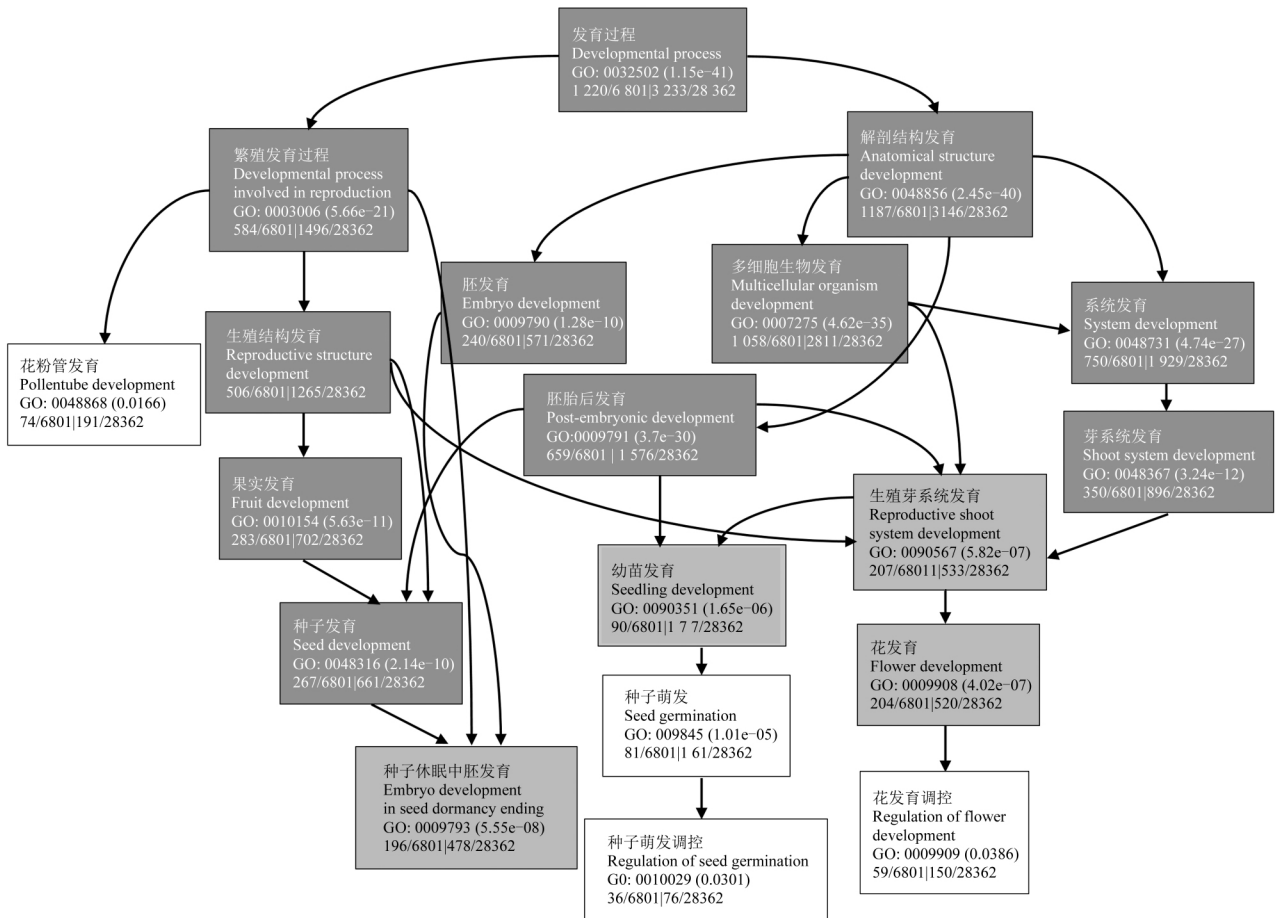 发育过程
Developmental process
GO: 0032502 (1.15e−41)
1 220/6 801|3 233/28 362
繁殖发育过程
Developmental process
involved in reproduction
GO: 0003006 (5.66e−21)
584/6801|1496/28362
解剖结构发育
Anatomical structure
development
GO: 0048856 (2.45e−40)
1187/6801|3146/28362
胚发育
Embryo development
GO: 0009790 (1.28e−10)
240/6801|571/28362
多细胞生物发育
Multicellular organism
development
GO: 0007275 (4.62e−35)
1 058/6801|2811/28362
系统发育
System development
GO: 0048731 (4.74e−27)
750/6801|1 929/28362
花粉管发育
Pollentube development
GO: 0048868 (0.0166)
74/6801|191/28362
生殖结构发育
Reproductive structure
development
506/6801|1265/28362
胚胎后发育
Post-embryonic development
GO:0009791 (3.7e−30)
659/6801 | 1 576/28362
芽系统发育
Shoot system development
GO: 0048367 (3.24e−12)
350/6801|896/28362
果实发育
Fruit development
GO: 0010154 (5.63e−11)
283/6801|702/28362
生殖芽系统发育
Reproductive shoot
system development
GO: 0090567 (5.82e−07)
207/68011|533/28362
幼苗发育
Seedling development
GO: 0090351 (1.65e−06)
90/6801|1 7 7/28362
种子发育
Seed development
GO: 0048316 (2.14e−10)
267/6801|661/28362
花发育
Flower development
GO: 0009908 (4.02e−07)
204/6801|520/28362
种子萌发
Seed germination
GO: 009845 (1.01e−05)
81/6801|1 61/28362
种子休眠中胚发育
Embryo development
in seed dormancy ending
GO: 0009793 (5.55e−08)
196/6801|478/28362
花发育调控
Regulation of flower
development
GO: 0009909 (0.0386)
59/6801|150/28362
种子萌发调控
Regulation of seed germination
G0: 0010029 (0.0301)
36/6801|76/28362